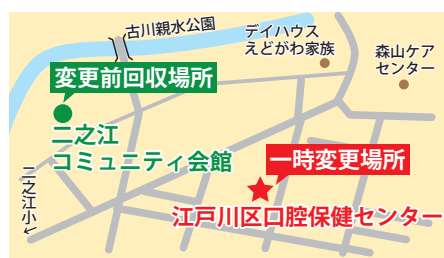 古川親水公園
デイハウス
えどがわ家族
森山ケア
センター
変更前回収場所
二之江
コミュニティ会館
一時変更場所
江戸川区口腔保健センター
二之江小